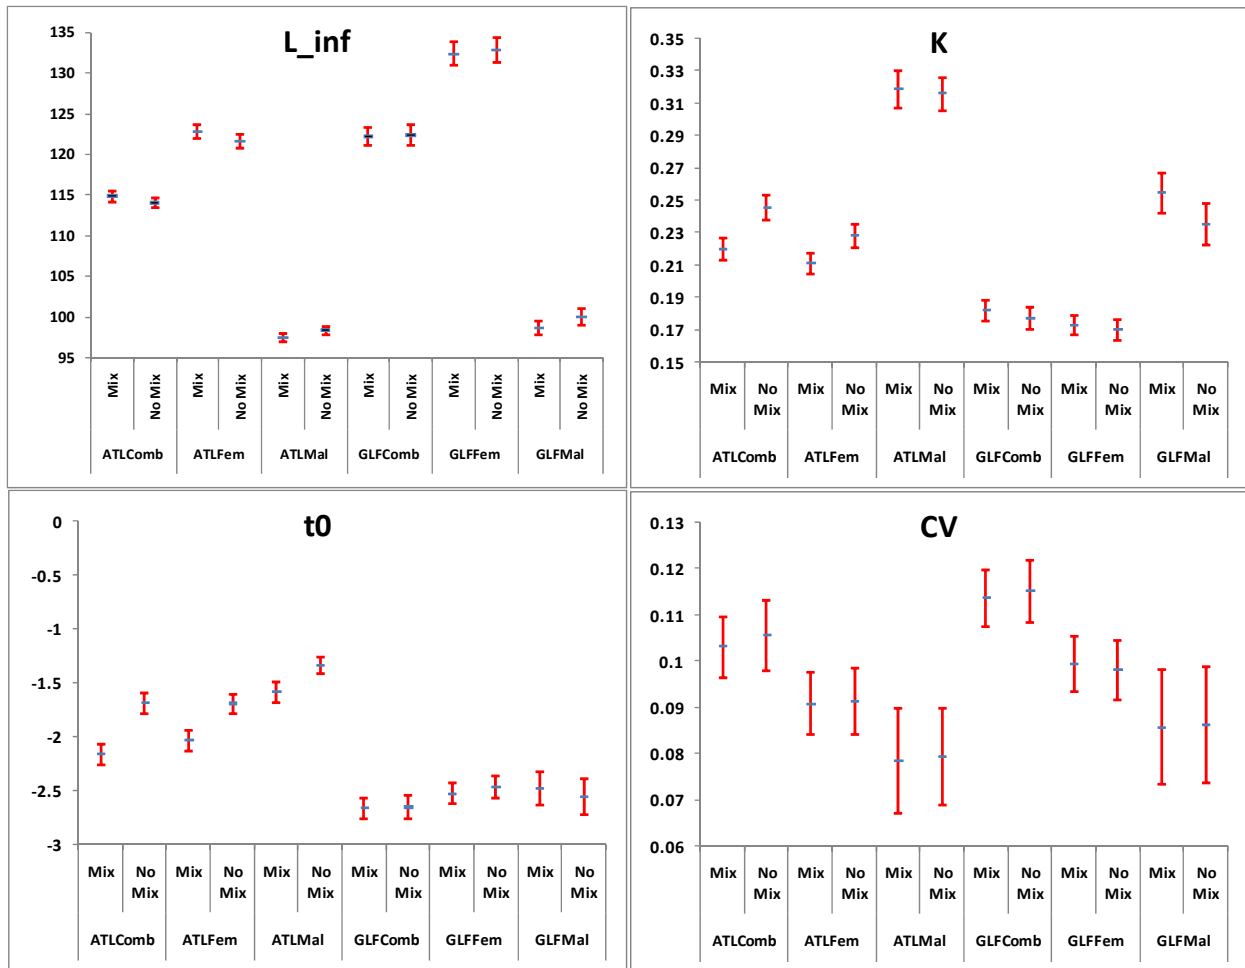 L_inf
135
130
125
120
115
110
105
100
95
Mix No Mix Mix No Mix Mix No Mix Mix No Mix Mix No Mix Mix No Mix
ATLComb ATLFem ATLMal GLFComb GLFFem GLFMal
K
0.35
0.33
0.31
0.29
0.27
0.25
0.23
0.21
0.19
0.17
0.15
Mix No Mix Mix No Mix Mix No Mix Mix No Mix Mix No Mix Mix No Mix
ATLComb ATLFem ATLMal GLFComb GLFFem GLFMal
t0
0
-0.5
-1
-1.5
-2
-2.5
-3
Mix No Mix Mix No Mix Mix No Mix Mix No Mix Mix No Mix Mix No Mix
ATLComb ATLFem ATLMal GLFComb GLFFem GLFMal
CV
0.13
0.12
0.11
0.1
0.09
0.08
0.07
0.06
Mix No Mix Mix No Mix Mix No Mix Mix No Mix Mix No Mix Mix No Mix
ATLComb ATLFem ATLMal GLFComb GLFFem GLFMal